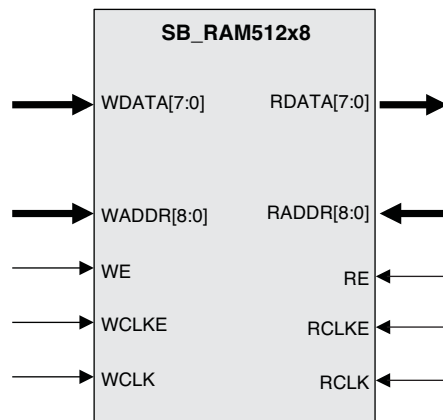 SB_RAM512x8
WDATA[7:0] RDATA[7:0]
WADDR[8:0] RADDR[8:0]
WE RE
WCLKE RCLKE
WCLK RCLK